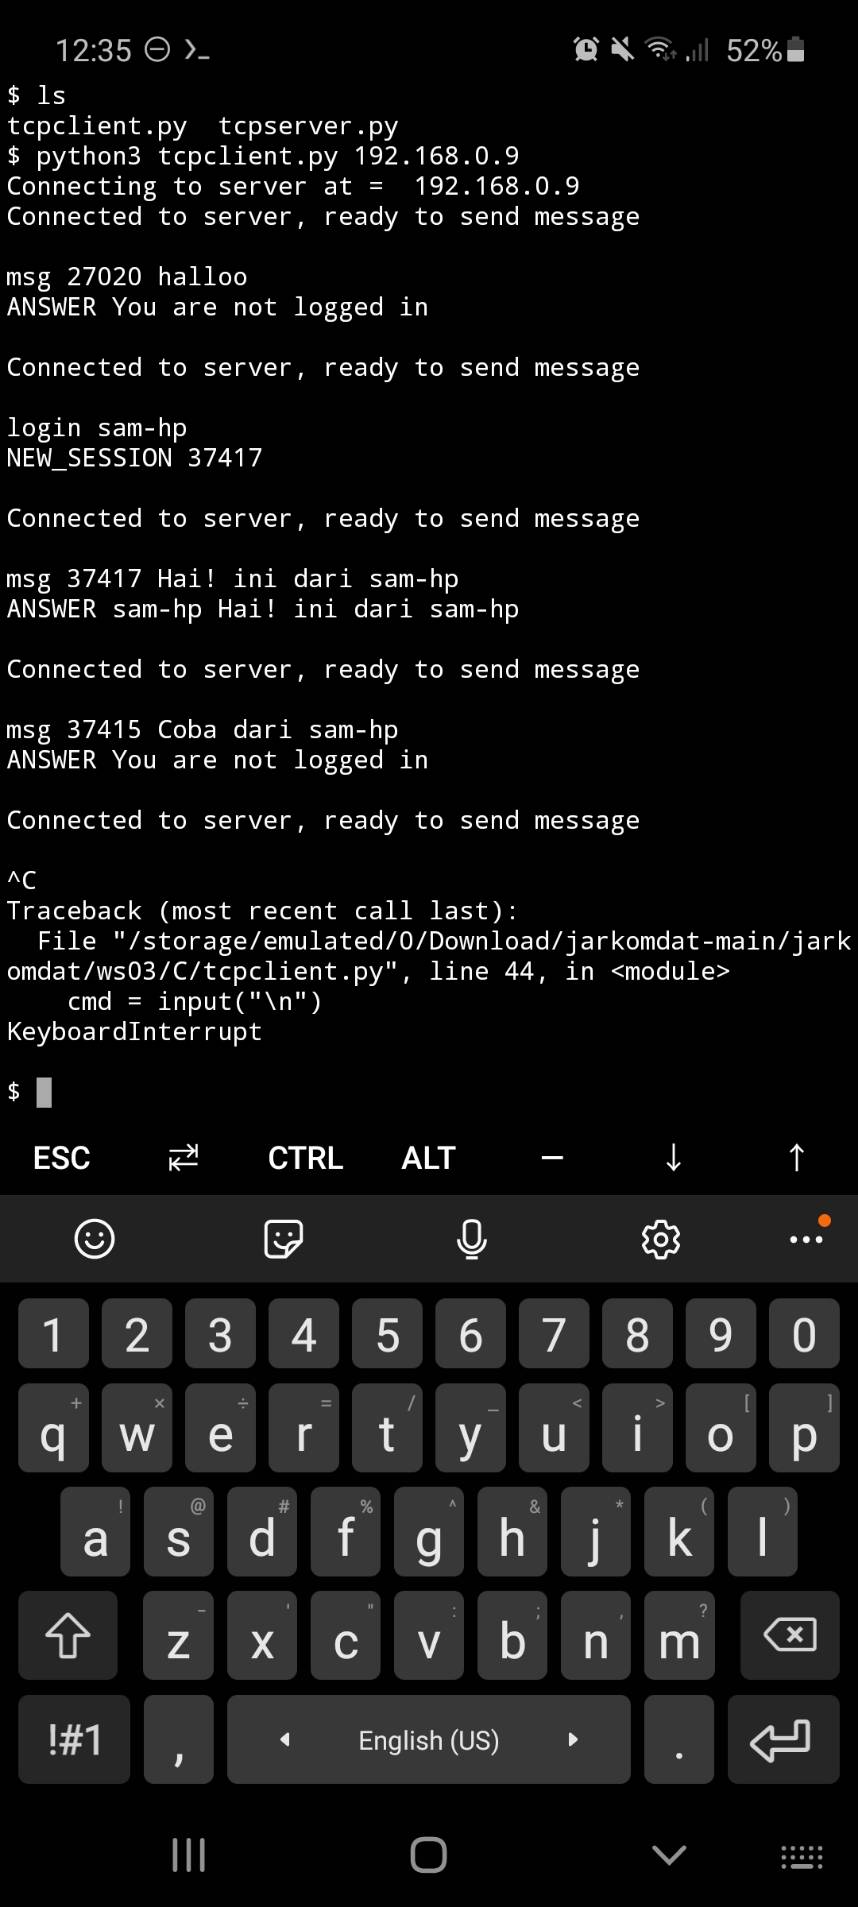 12:35 52%
$ ls
tcpclient.py  tcpserver.py
$ python3 tcpclient.py 192.168.0.9
Connecting to server at =  192.168.0.9
Connected to server, ready to send message
msg 27020 halloo
ANSWER You are not logged in
Connected to server, ready to send message
login sam-hp
NEW_SESSION 37417
Connected to server, ready to send message
msg 37417 Hai! ini dari sam-hp
ANSWER sam-hp Hai! ini dari sam-hp
Connected to server, ready to send message
msg 37415 Coba dari sam-hp
ANSWER You are not logged in
Connected to server, ready to send message
^C
Traceback (most recent call last):
  File "/storage/emulated/0/Download/jarkomdat-main/jark
omdat/ws03/C/tcpclient.py", line 44, in <module>
    cmd = input("\n")
KeyboardInterrupt
$
ESC ⇄ CTRL ALT – ↓ ↑
1 2 3 4 5 6 7 8 9 0
+ × ÷ = / _ < > [ ]
q w e r t y u i o p
! @ # % ^ & * ( )
a s d f g h j k l
- ' " : ; , ?
z x c v b n m
!#1 , English (US) .